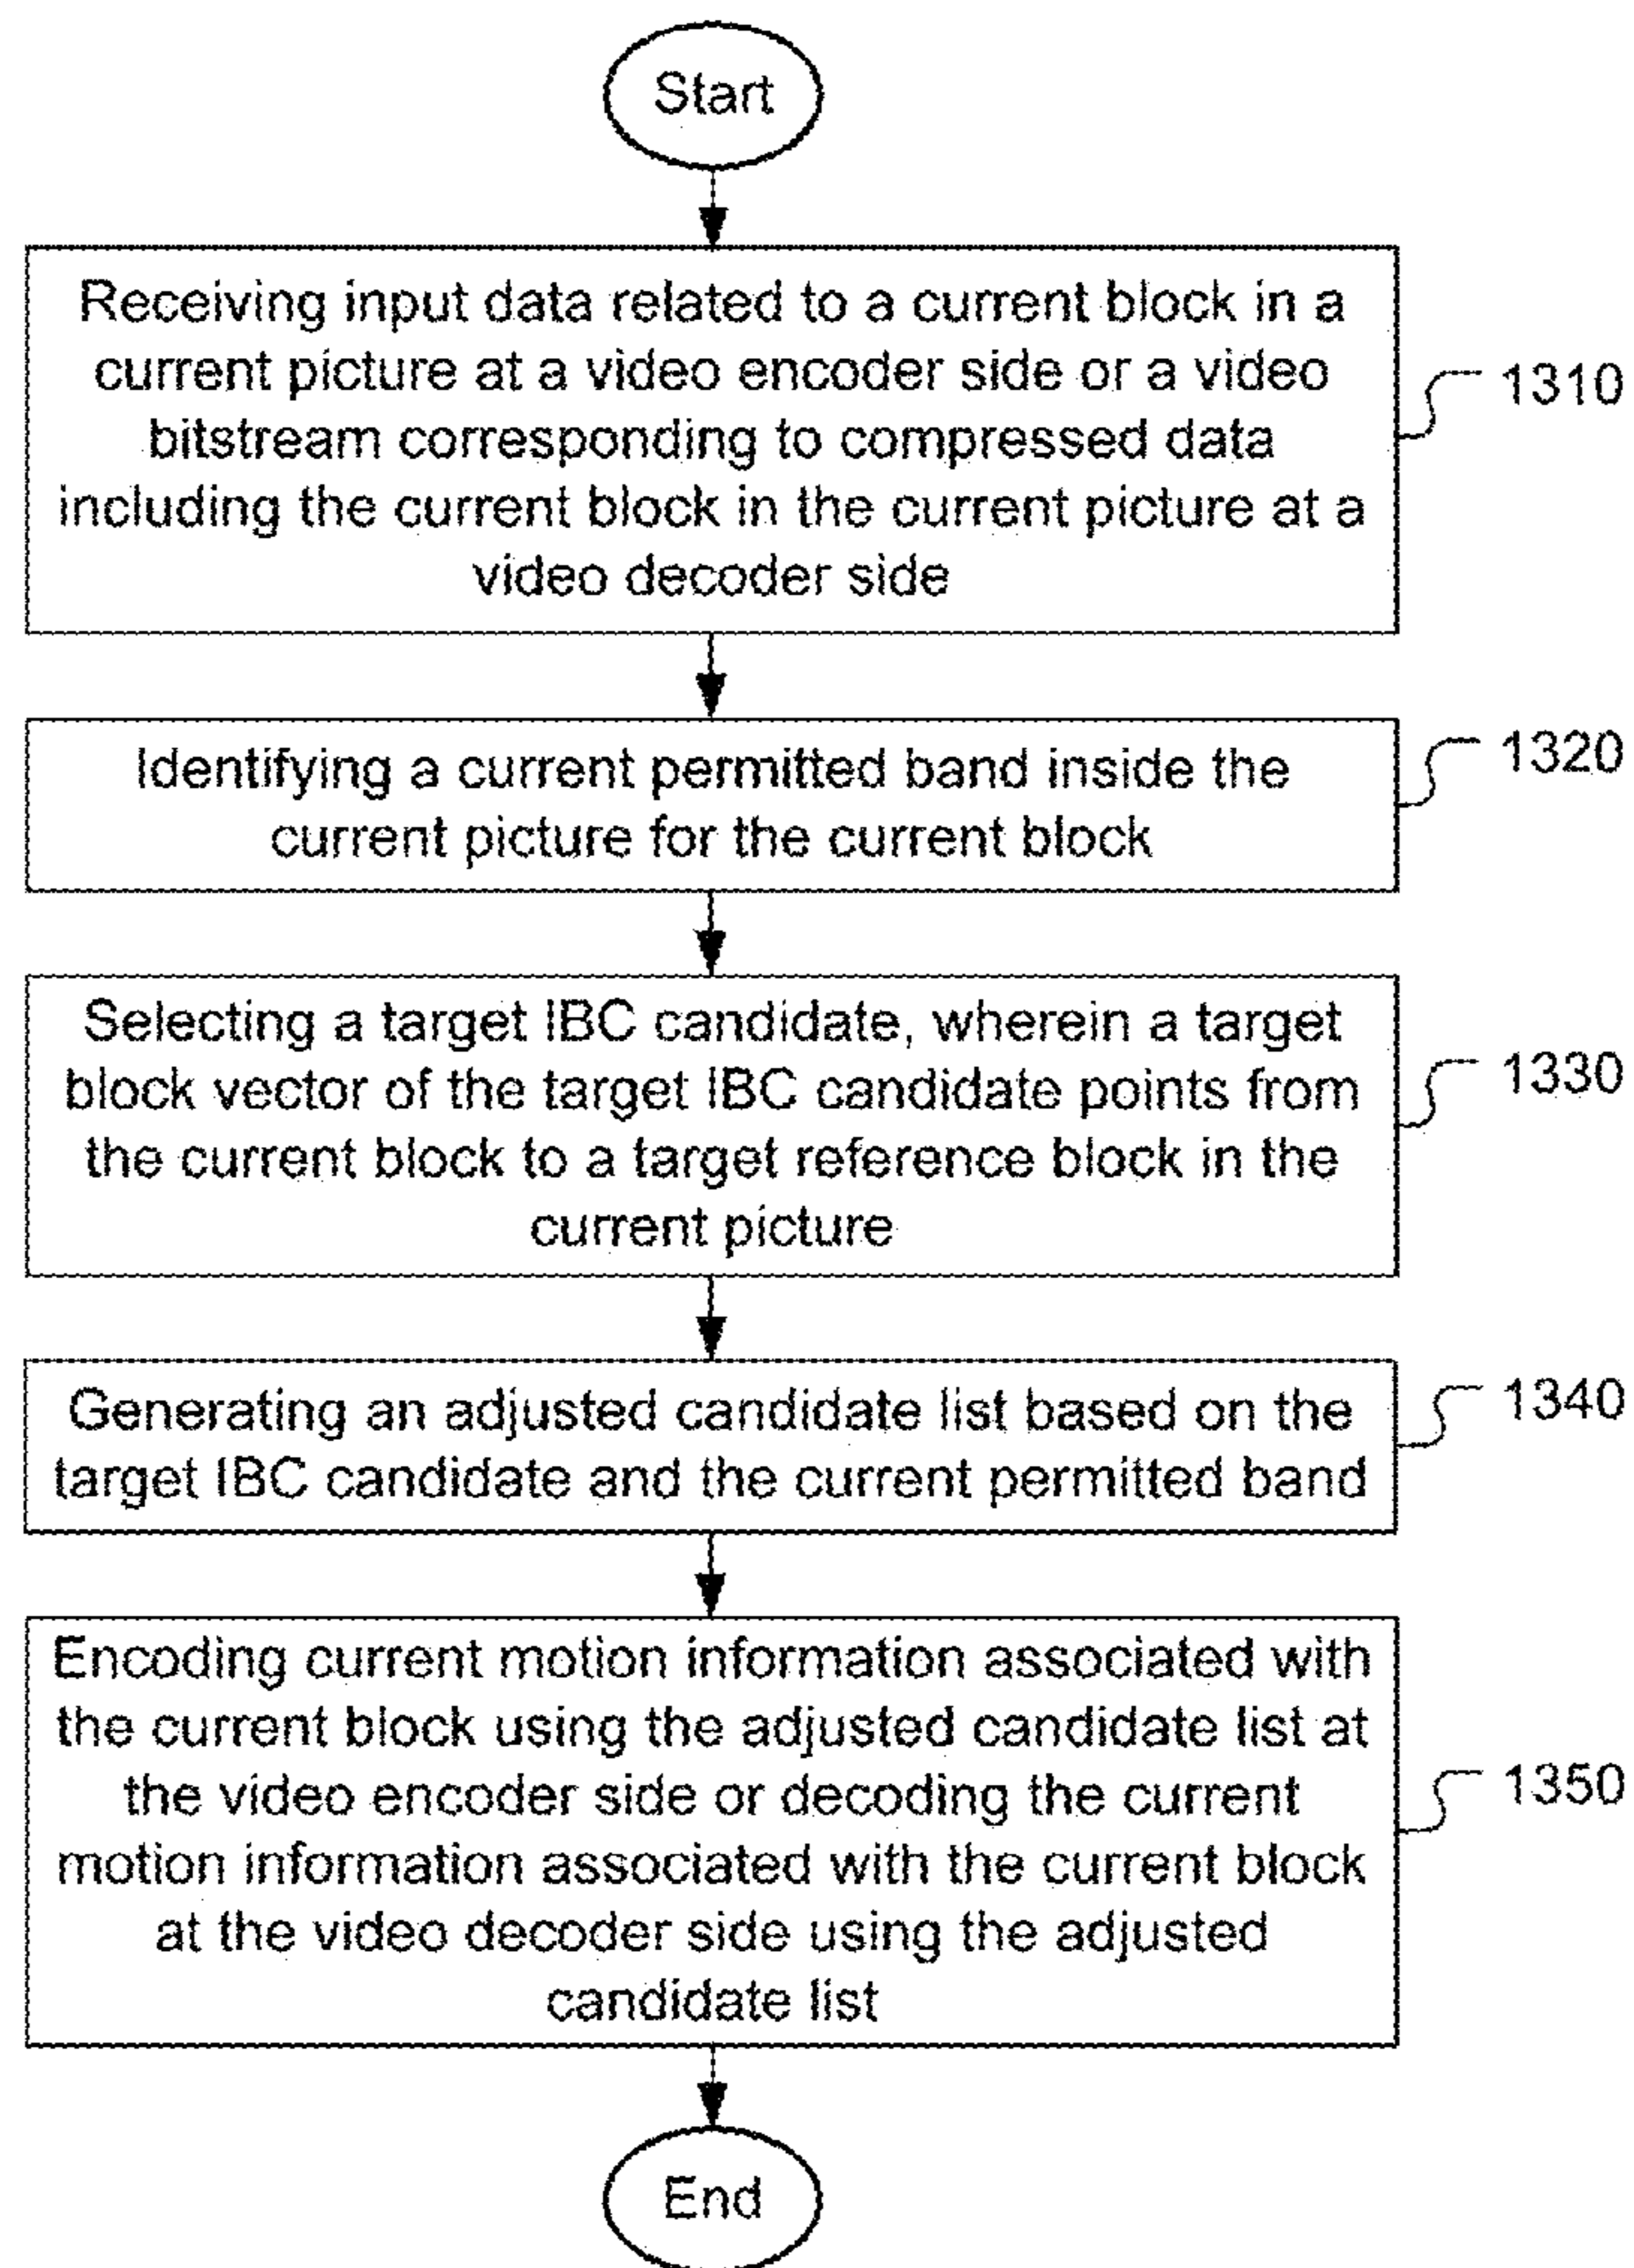 Start
Receiving input data related to a current block in a
current picture at a video encoder side or a video
bitstream corresponding to compressed data
including the current block in the current picture at a
video decoder side
1310
Identifying a current permitted band inside the
current picture for the current block
1320
Selecting a target IBC candidate, wherein a target
block vector of the target IBC candidate points from
the current block to a target reference block in the
current picture
1330
Generating an adjusted candidate list based on the
target IBC candidate and the current permitted band
1340
Encoding current motion information associated with
the current block using the adjusted candidate list at
the video encoder side or decoding the current
motion information associated with the current block
at the video decoder side using the adjusted
candidate list
1350
End